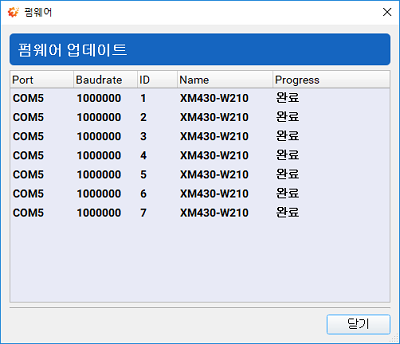 펌웨어
펌웨어 업데이트
Port Baudrate ID Name Progress
COM5 1000000 1 XM430-W210 완료
COM5 1000000 2 XM430-W210 완료
COM5 1000000 3 XM430-W210 완료
COM5 1000000 4 XM430-W210 완료
COM5 1000000 5 XM430-W210 완료
COM5 1000000 6 XM430-W210 완료
COM5 1000000 7 XM430-W210 완료
닫기